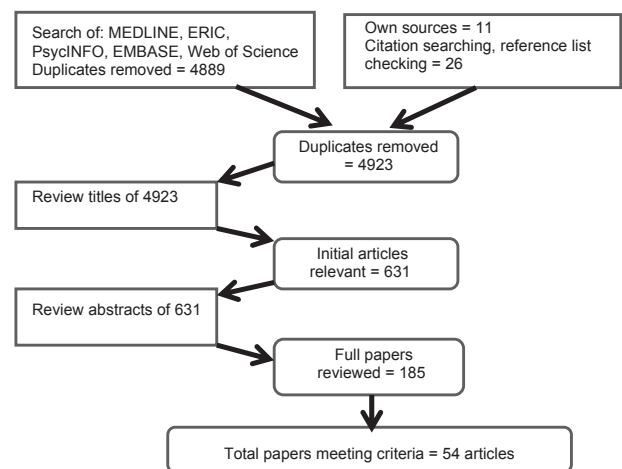 Search of: MEDLINE, ERIC,
PsycINFO, EMBASE, Web of Science
Duplicates removed = 4889
Own sources = 11
Citation searching, reference list
checking = 26
Duplicates removed
= 4923
Review titles of 4923
Initial articles
relevant = 631
Review abstracts of 631
Full papers
reviewed = 185
Total papers meeting criteria = 54 articles